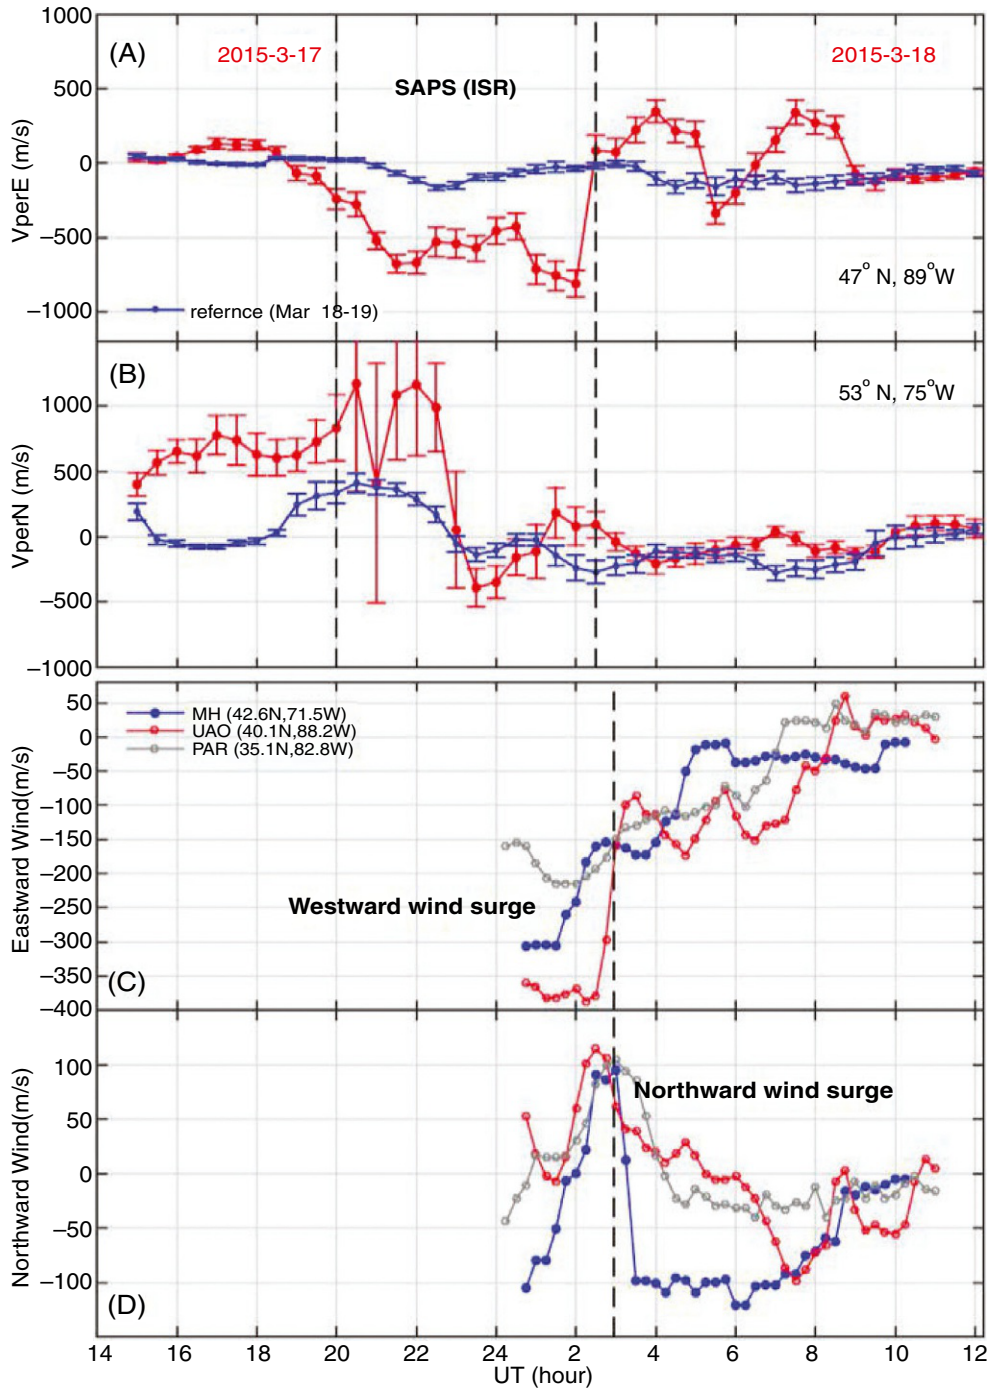 1000
500
0
−500
−1000
VperE (m/s)
(A)
2015-3-17
SAPS (ISR)
2015-3-18
47° N, 89°W
refernce (Mar 18-19)
1000
500
0
−500
−1000
VperN (m/s)
(B)
53° N, 75°W
50
0
−50
−100
−150
−200
−250
−300
−350
−400
Eastward Wind(m/s)
MH (42.6N,71.5W)
UAO (40.1N,88.2W)
PAR (35.1N,82.8W)
Westward wind surge
(C)
100
50
0
−50
−100
Northward Wind(m/s)
Northward wind surge
(D)
14 16 18 20 22 24 2 4 6 8 10 12
UT (hour)